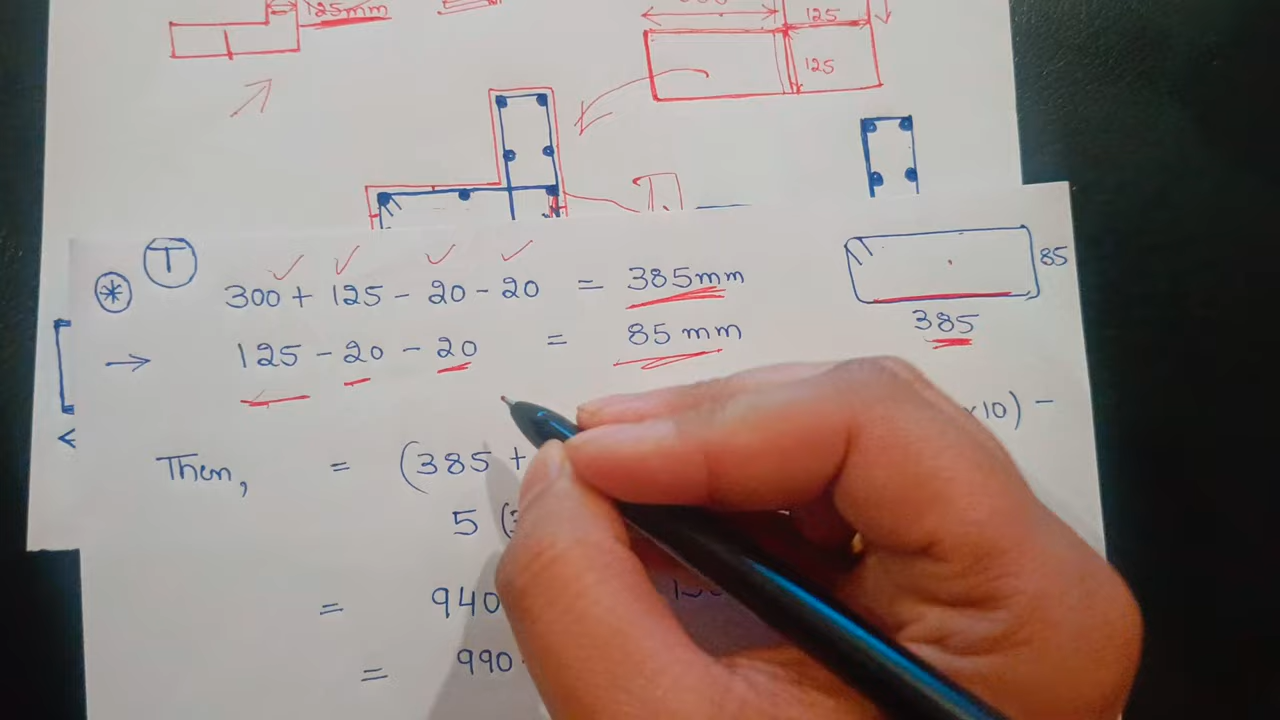 125mm
125
125
T
300 + 125 - 20 - 20 = 385mm
85
385
125 - 20 - 20 = 85 mm
×10) -
Then, = (385 +
5 (
= 940
= 990